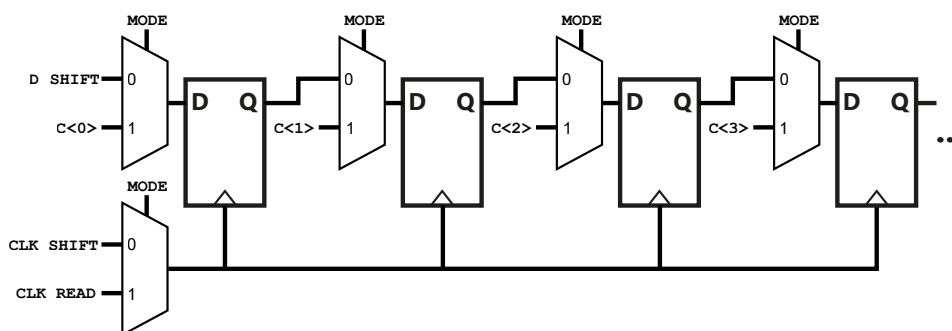 MODE MODE MODE MODE
D SHIFT 0 0 0 0
D Q D Q D Q D
C<0> 1 C<1> 1 C<2> 1 C<3> 1
..
MODE
CLK SHIFT 0
CLK READ 1